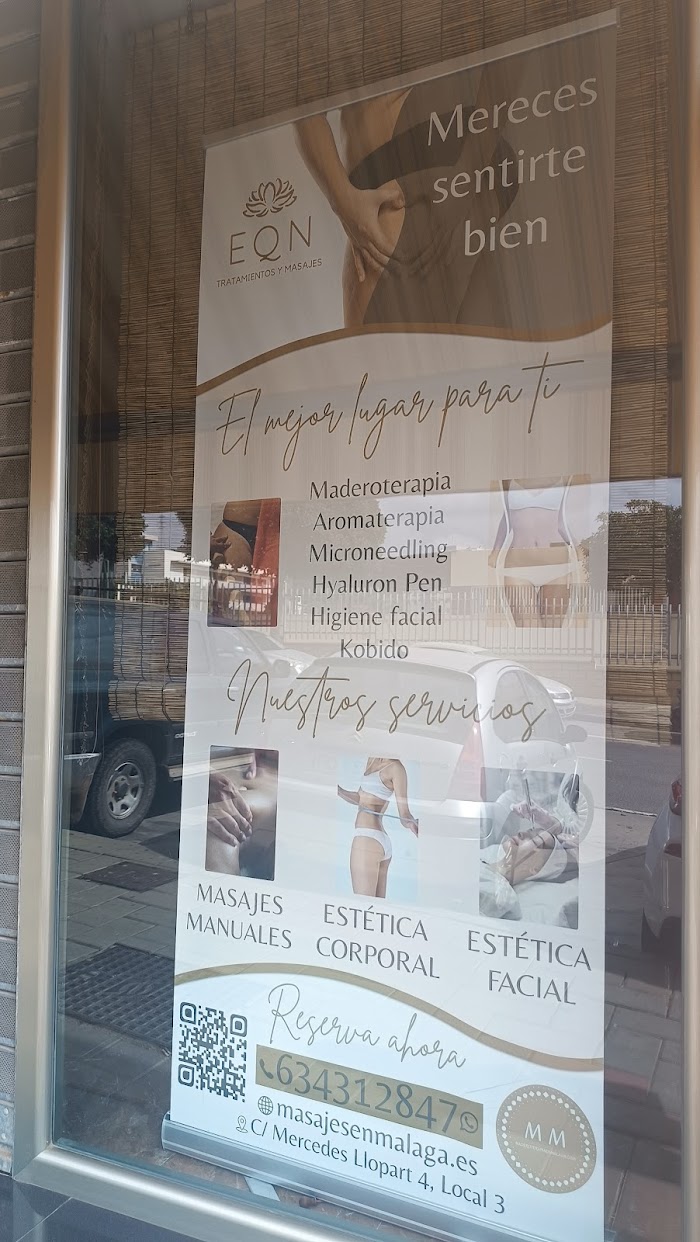 Mereces
sentirte
bien
EQN
TRATAMIENTOS Y MASAJES
El mejor lugar para ti
Maderoterapia
Aromaterapia
Microneedling
Hyaluron Pen
Higiene facial
Kobido
Nuestros servicios
MASAJES
MANUALES
ESTÉTICA
CORPORAL
ESTÉTICA
FACIAL
Reserva ahora
634312847
masajesenmalaga.es
C/ Mercedes Llopart 4, Local 3
M M